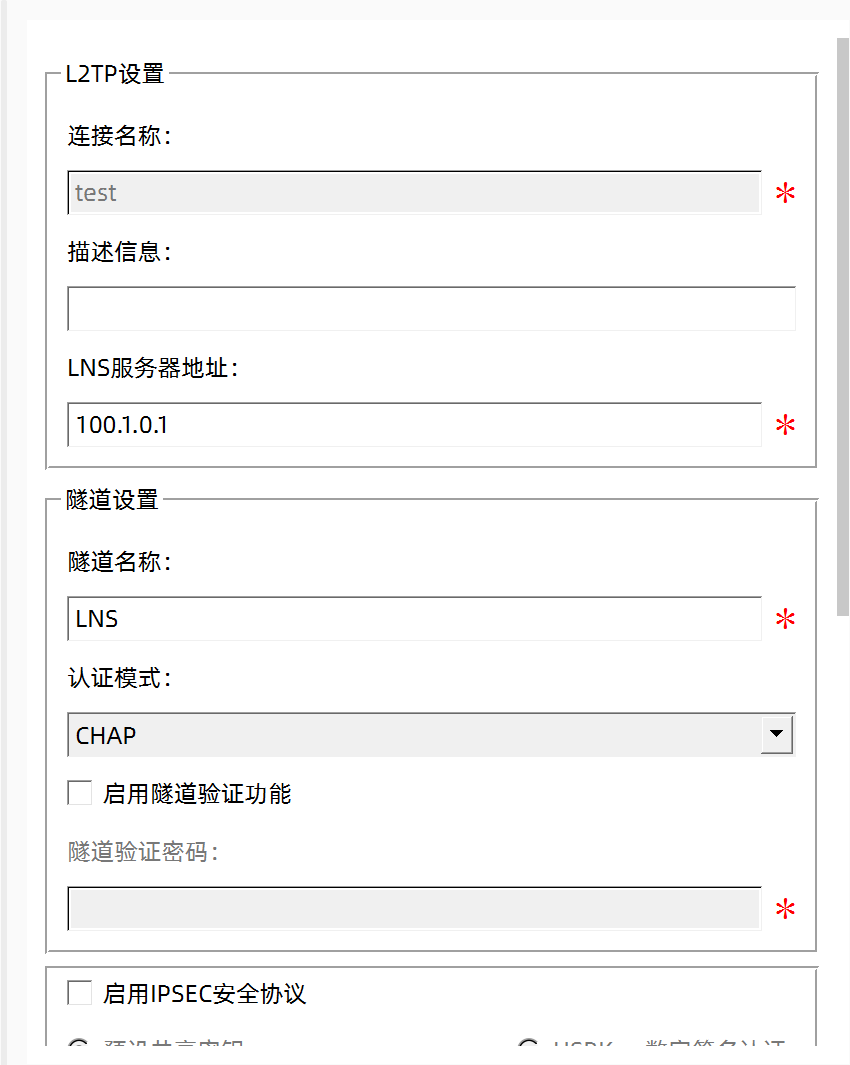 L2TP设置
连接名称：
test *
描述信息：
LNS服务器地址：
100.1.0.1 *
隧道设置
隧道名称：
LNS *
认证模式：
CHAP
启用隧道验证功能
隧道验证密码：
*
启用IPSEC安全协议